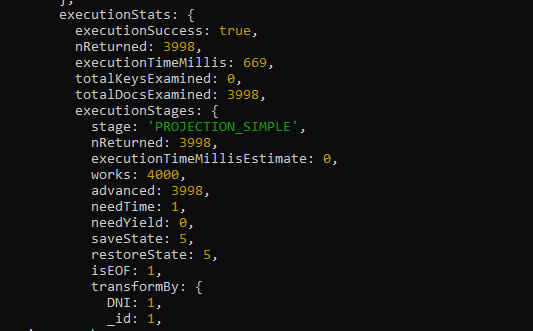 },
executionStats: {
executionSuccess: true,
nReturned: 3998,
executionTimeMillis: 669,
totalKeysExamined: 0,
totalDocsExamined: 3998,
executionStages: {
stage: 'PROJECTION_SIMPLE',
nReturned: 3998,
executionTimeMillisEstimate: 0,
works: 4000,
advanced: 3998,
needTime: 1,
needYield: 0,
saveState: 5,
restoreState: 5,
isEOF: 1,
transformBy: {
DNI: 1,
_id: 1,